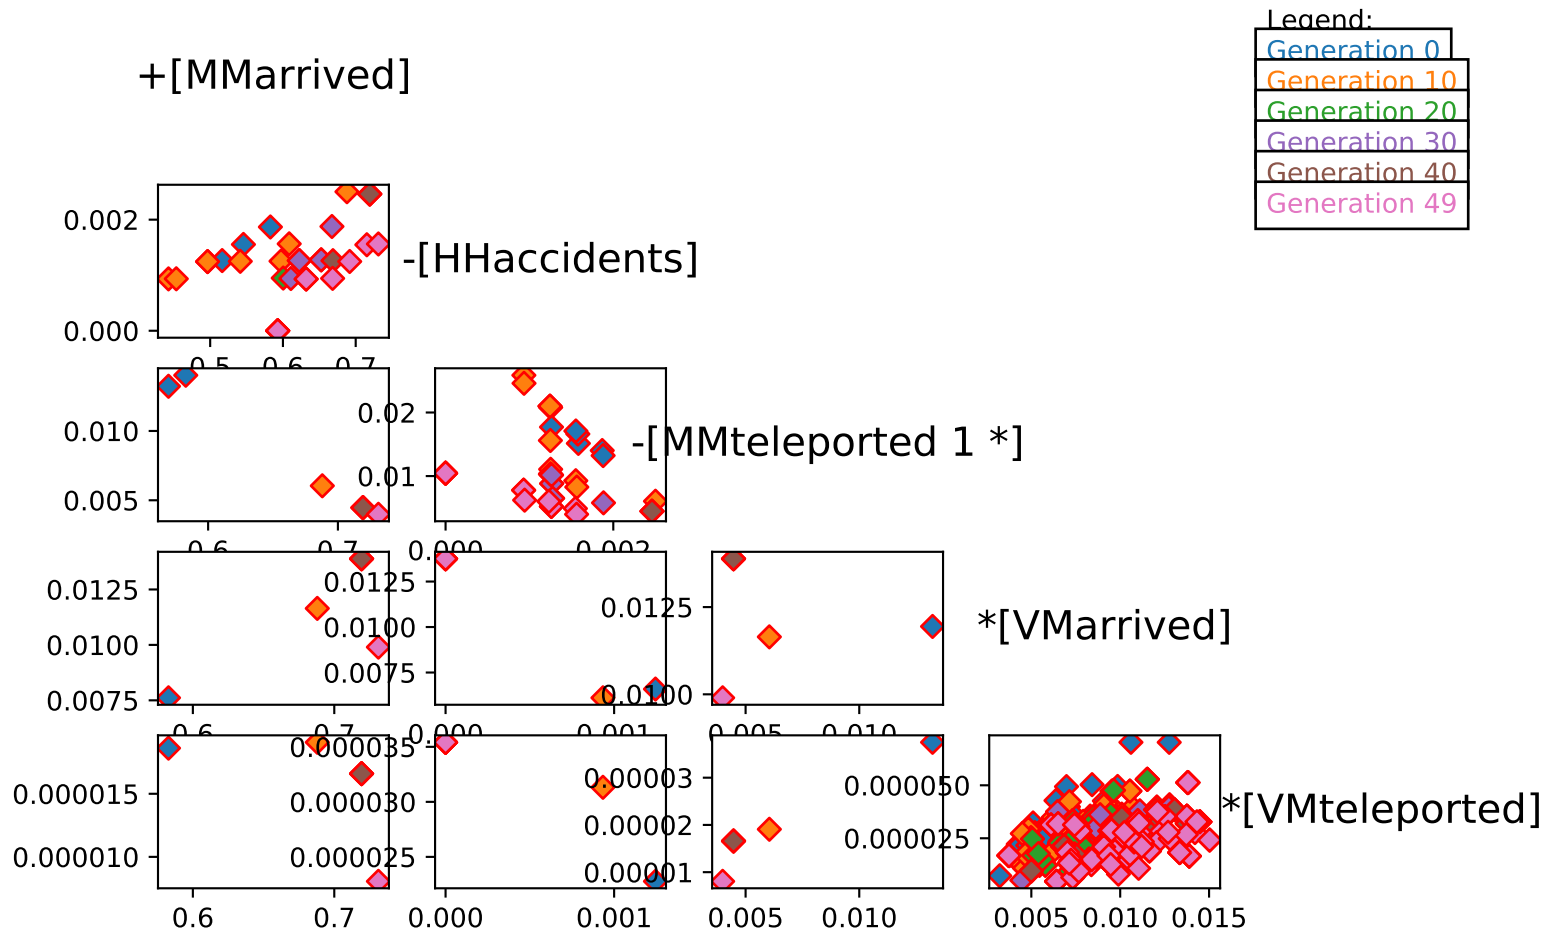 Legend:
Generation 0
+[MMarrived]
Generation 10
Generation 20
Generation 30
Generation 40
Generation 49
0.002
-[HHaccidents]
0.000
0.5 0.6 0.7
0.02
0.010
-[MMteleported 1 *]
0.01
0.005
0.6 0.7 0.000 0.002
0.0125 0.0125 0.0125
0.0100 0.0100 *[VMarrived]
0.0075 0.0075 0.0100
0.6 0.7 0.000 0.001 0.005 0.010
0.000035
0.00003 0.000050
0.000015 0.000030 *[VMteleported]
0.00002 0.000025
0.000010 0.000025 0.00001
0.6 0.7 0.000 0.001 0.005 0.010 0.005 0.010 0.015